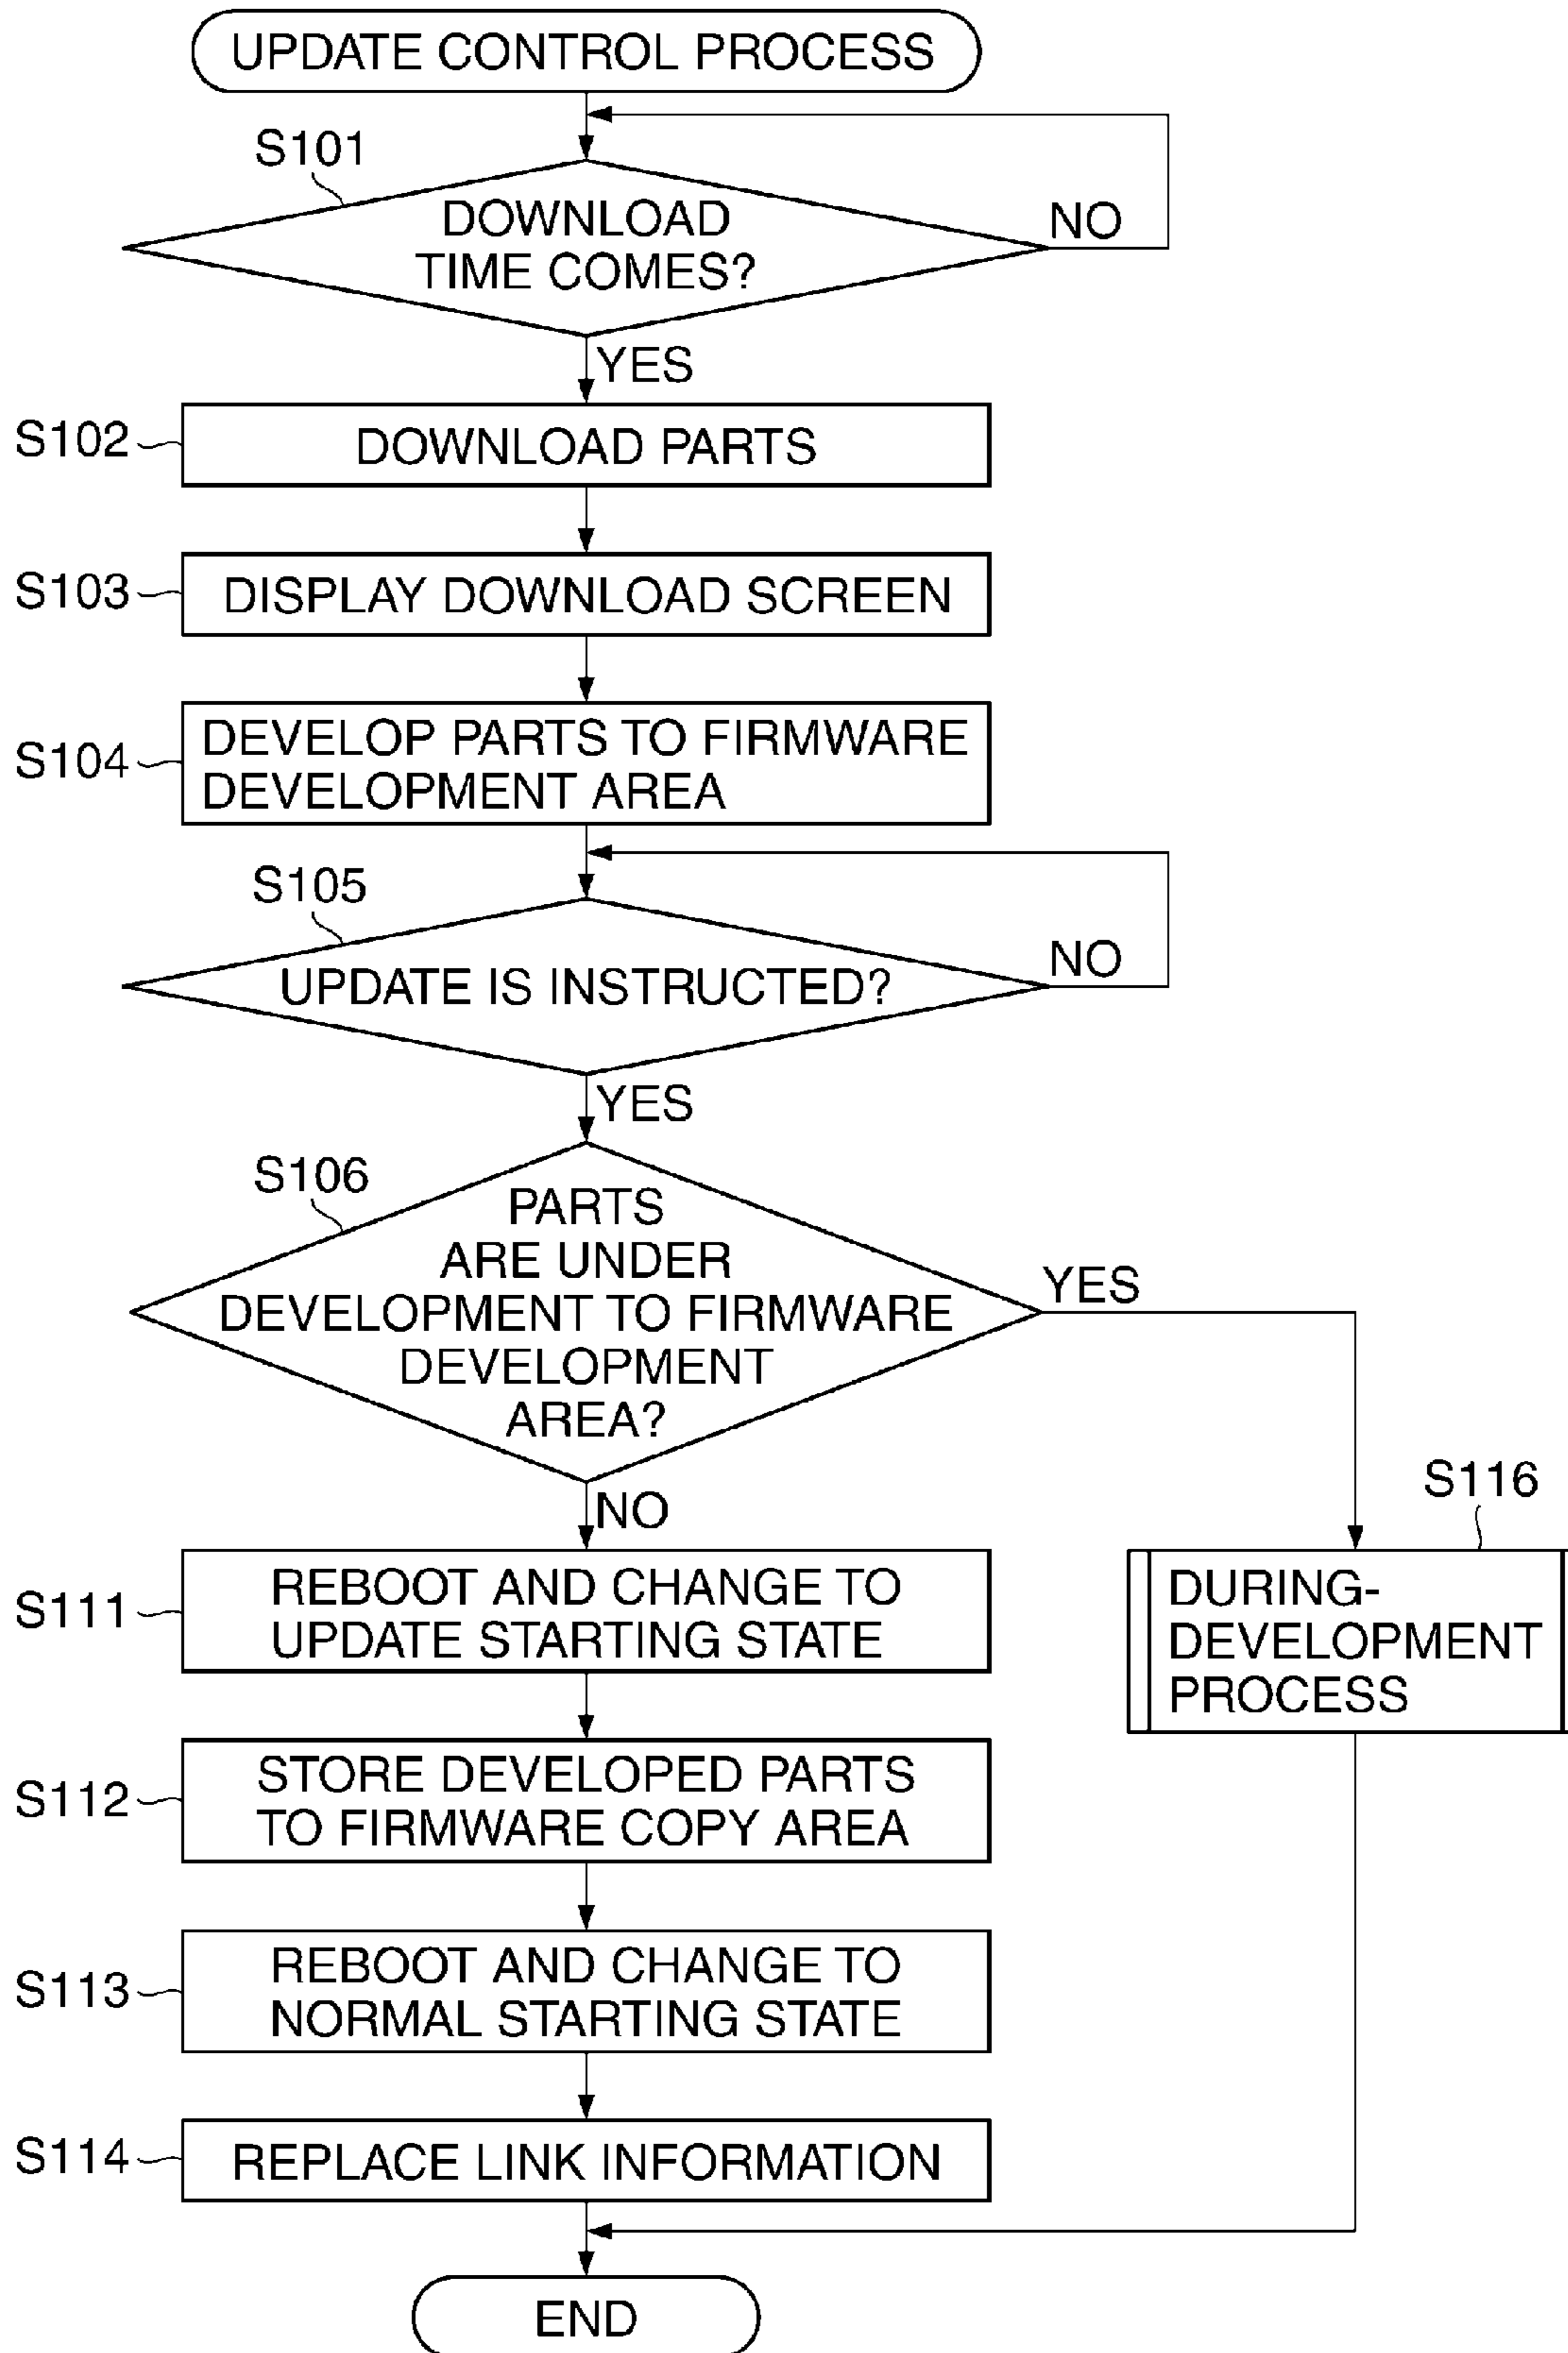 UPDATE CONTROL PROCESS
S101
DOWNLOAD
TIME COMES?
NO
YES
S102
DOWNLOAD PARTS
S103
DISPLAY DOWNLOAD SCREEN
S104
DEVELOP PARTS TO FIRMWARE
DEVELOPMENT AREA
S105
UPDATE IS INSTRUCTED?
NO
YES
S106
PARTS
ARE UNDER
DEVELOPMENT TO FIRMWARE
DEVELOPMENT
AREA?
YES
NO
S111
REBOOT AND CHANGE TO
UPDATE STARTING STATE
S116
DURING-
DEVELOPMENT
PROCESS
S112
STORE DEVELOPED PARTS
TO FIRMWARE COPY AREA
S113
REBOOT AND CHANGE TO
NORMAL STARTING STATE
S114
REPLACE LINK INFORMATION
END